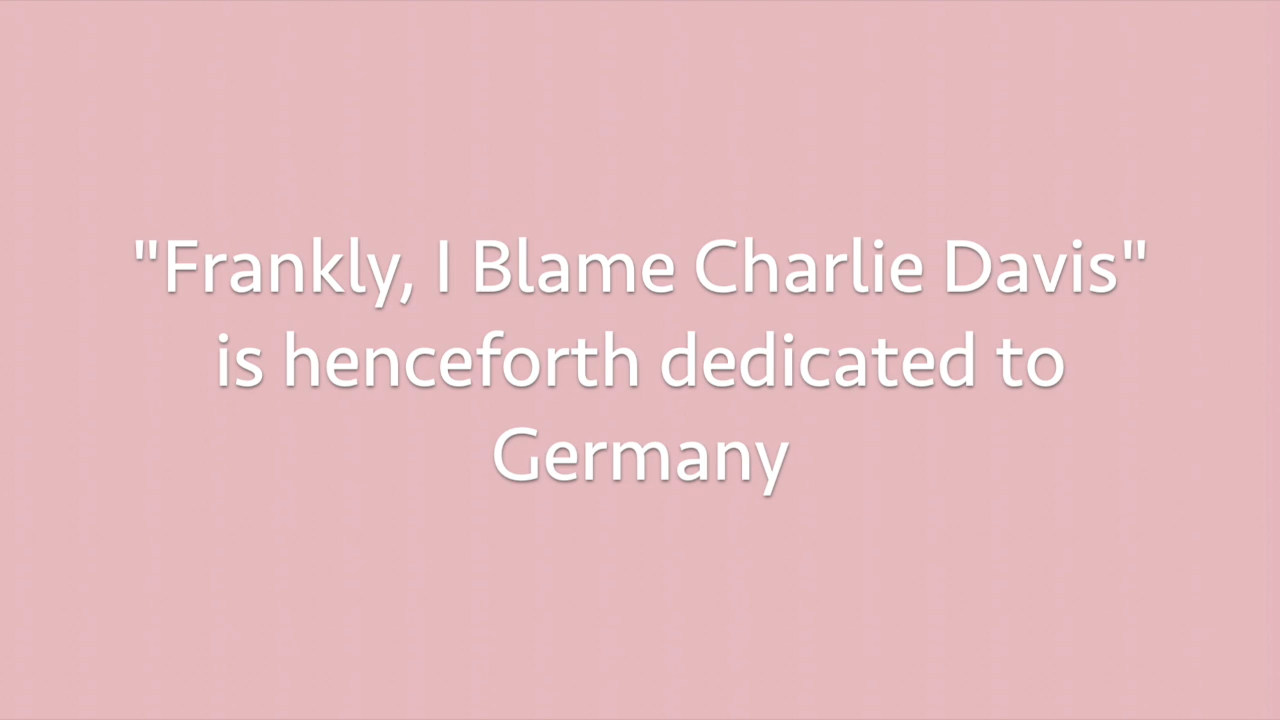 "Frankly, I Blame Charlie Davis"
is henceforth dedicated to
Germany